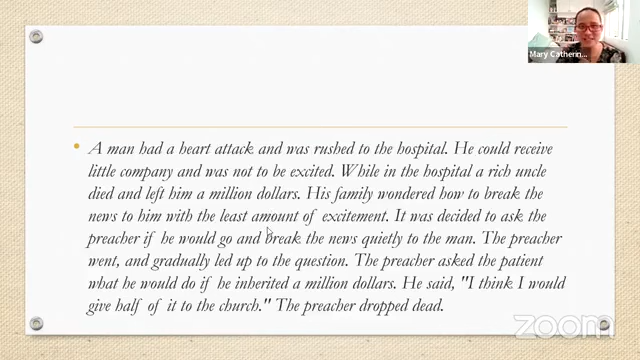 Mary Catherin...
A man had a heart attack and was rushed to the hospital. He could receive
little company and was not to be excited. While in the hospital a rich uncle
died and left him a million dollars. His family wondered how to break the
news to him with the least amount of excitement. It was decided to ask the
preacher if he would go and break the news quietly to the man. The preacher
went, and gradually led up to the question. The preacher asked the patient
what he would do if he inherited a million dollars. He said, "I think I would
give half of it to the church." The preacher dropped dead.
zoom